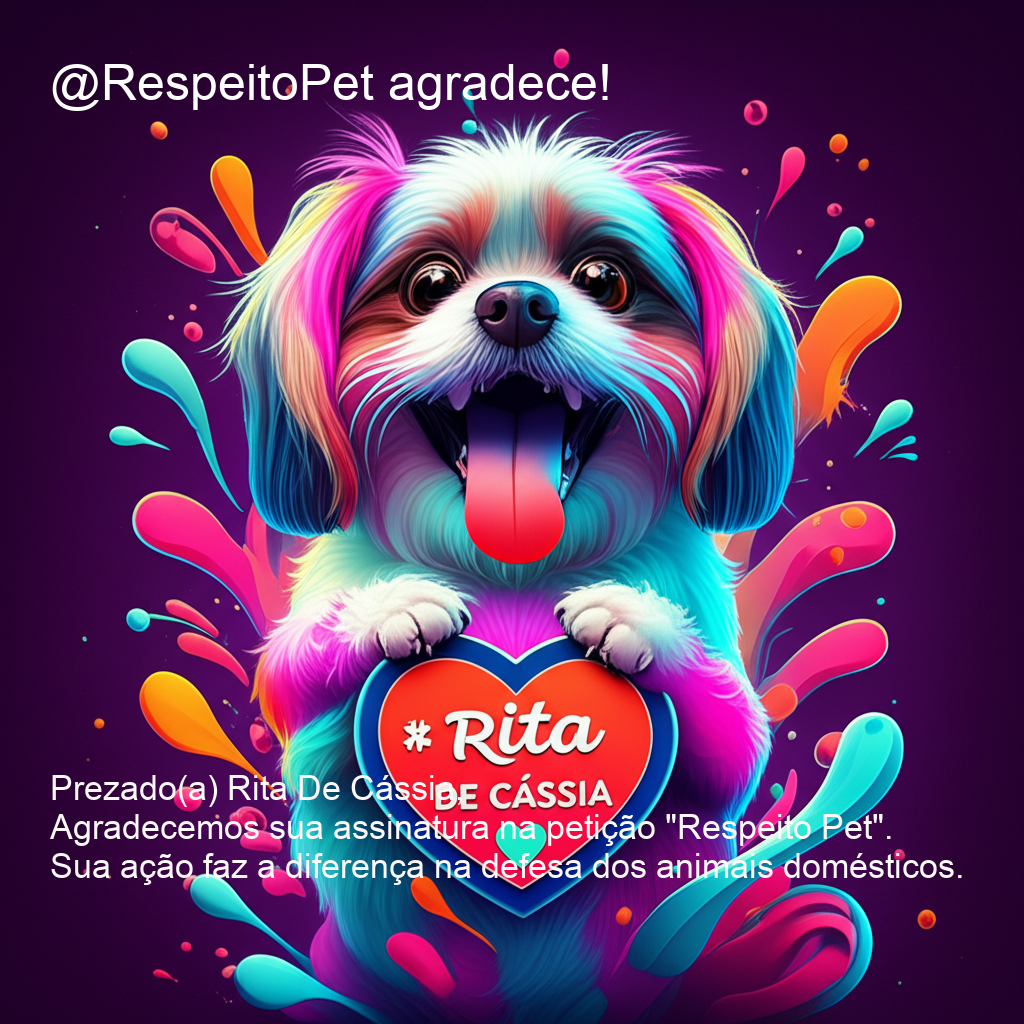 @RespeitoPet agradece!
# Rita
DE CÁSSIA
Prezado(a) Rita De Cássia,
Agradecemos sua assinatura na petição "Respeito Pet".
Sua ação faz a diferença na defesa dos animais domésticos.